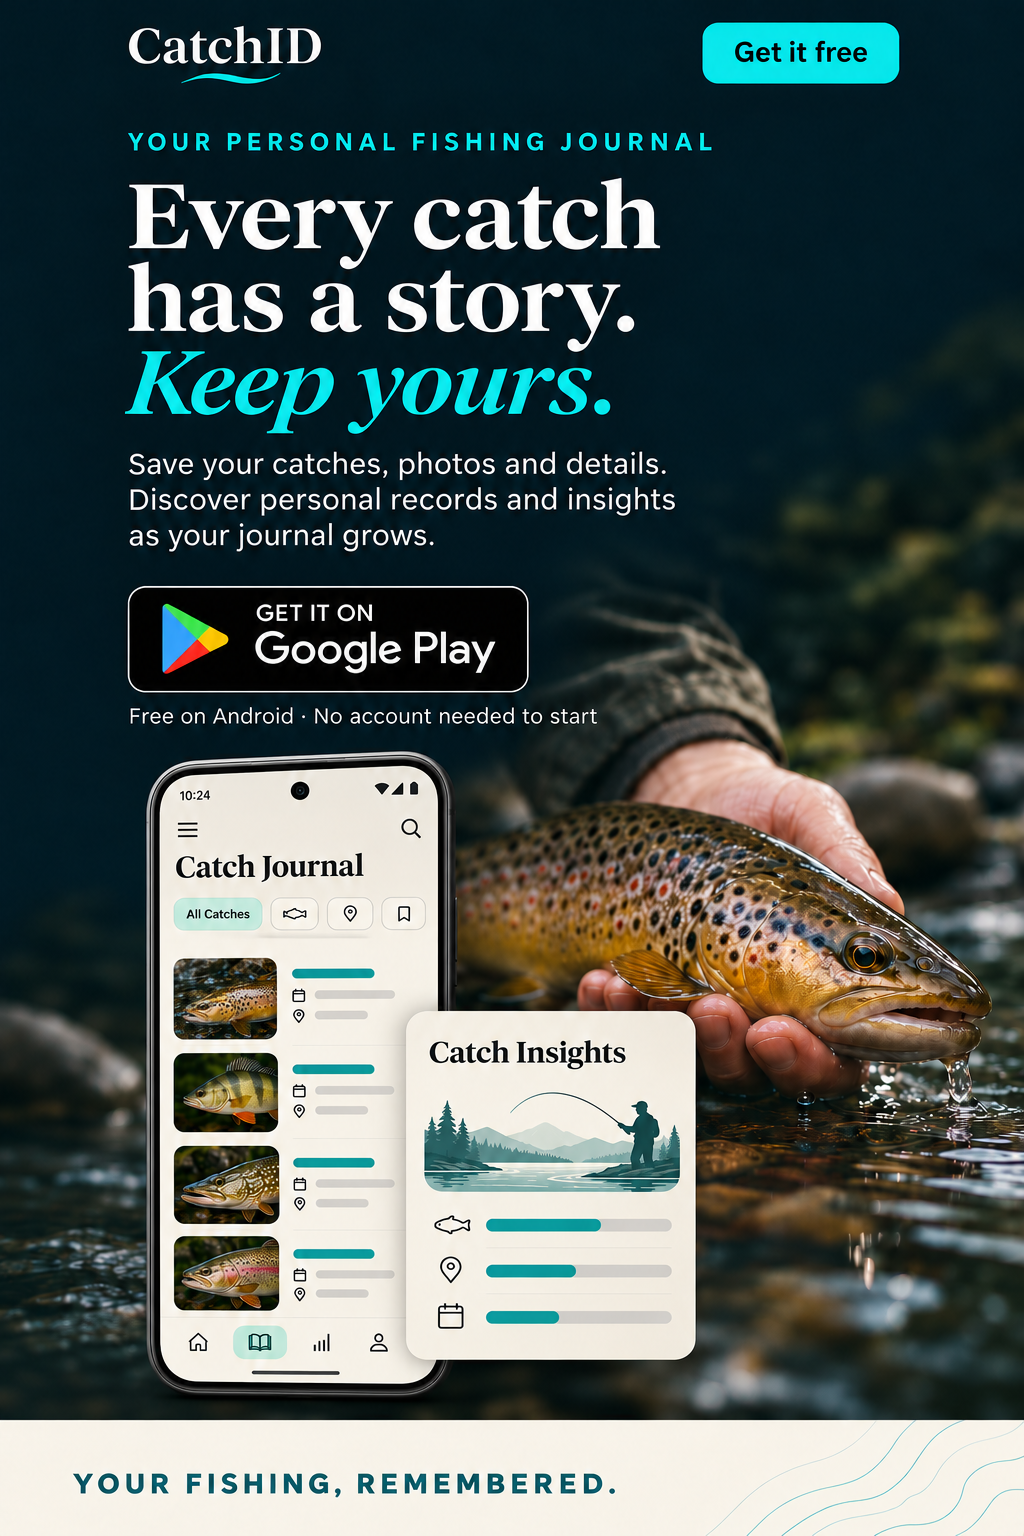 CatchID
Get it free
YOUR PERSONAL FISHING JOURNAL
Every catch
has a story.
Keep yours.
Save your catches, photos and details.
Discover personal records and insights
as your journal grows.
GET IT ON
Google Play
Free on Android · No account needed to start
10:24
Catch Journal
All Catches
Catch Insights
YOUR FISHING, REMEMBERED.